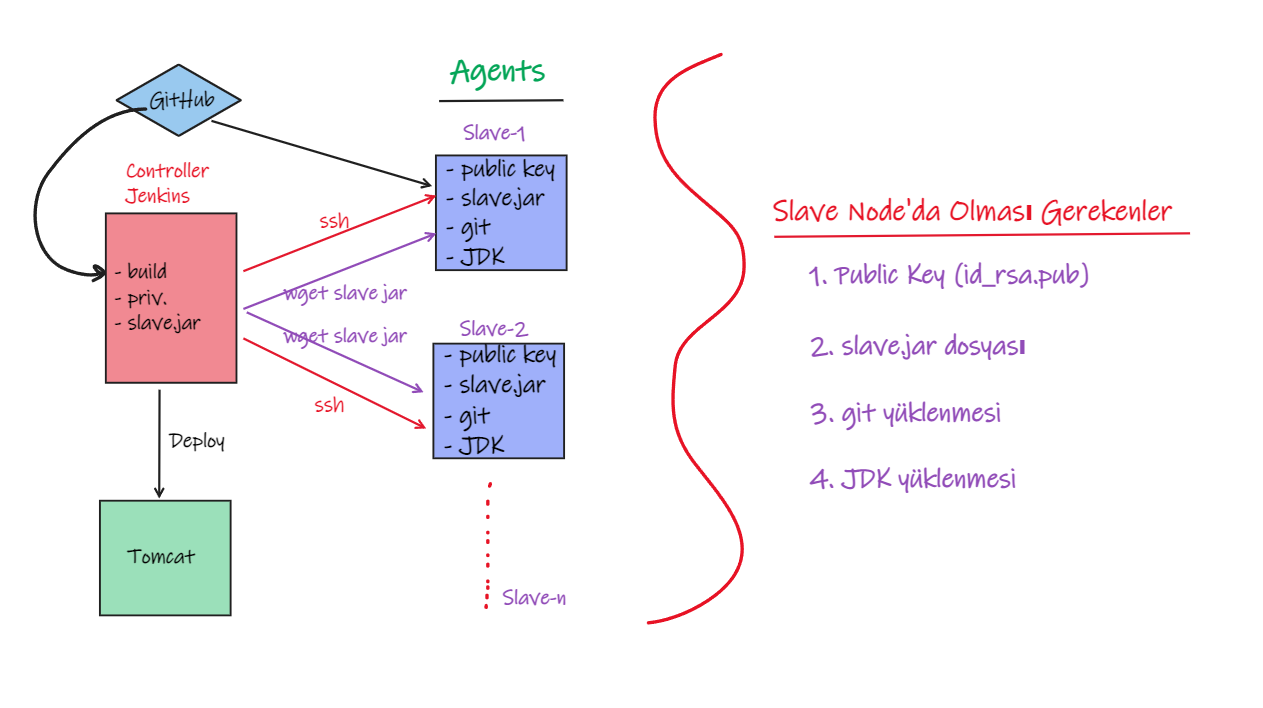 GitHub
Controller
Jenkins
- build
- priv.
- slave.jar
Deploy
Tomcat
ssh
wget slave jar
wget slave jar
ssh
Agents
Slave-1
- public key
- slave.jar
- git
- JDK
Slave-2
- public key
- slave.jar
- git
- JDK
Slave-n
Slave Node'da Olması Gerekenler
1. Public Key (id_rsa.pub)
2. slave.jar dosyası
3. git yüklenmesi
4. JDK yüklenmesi